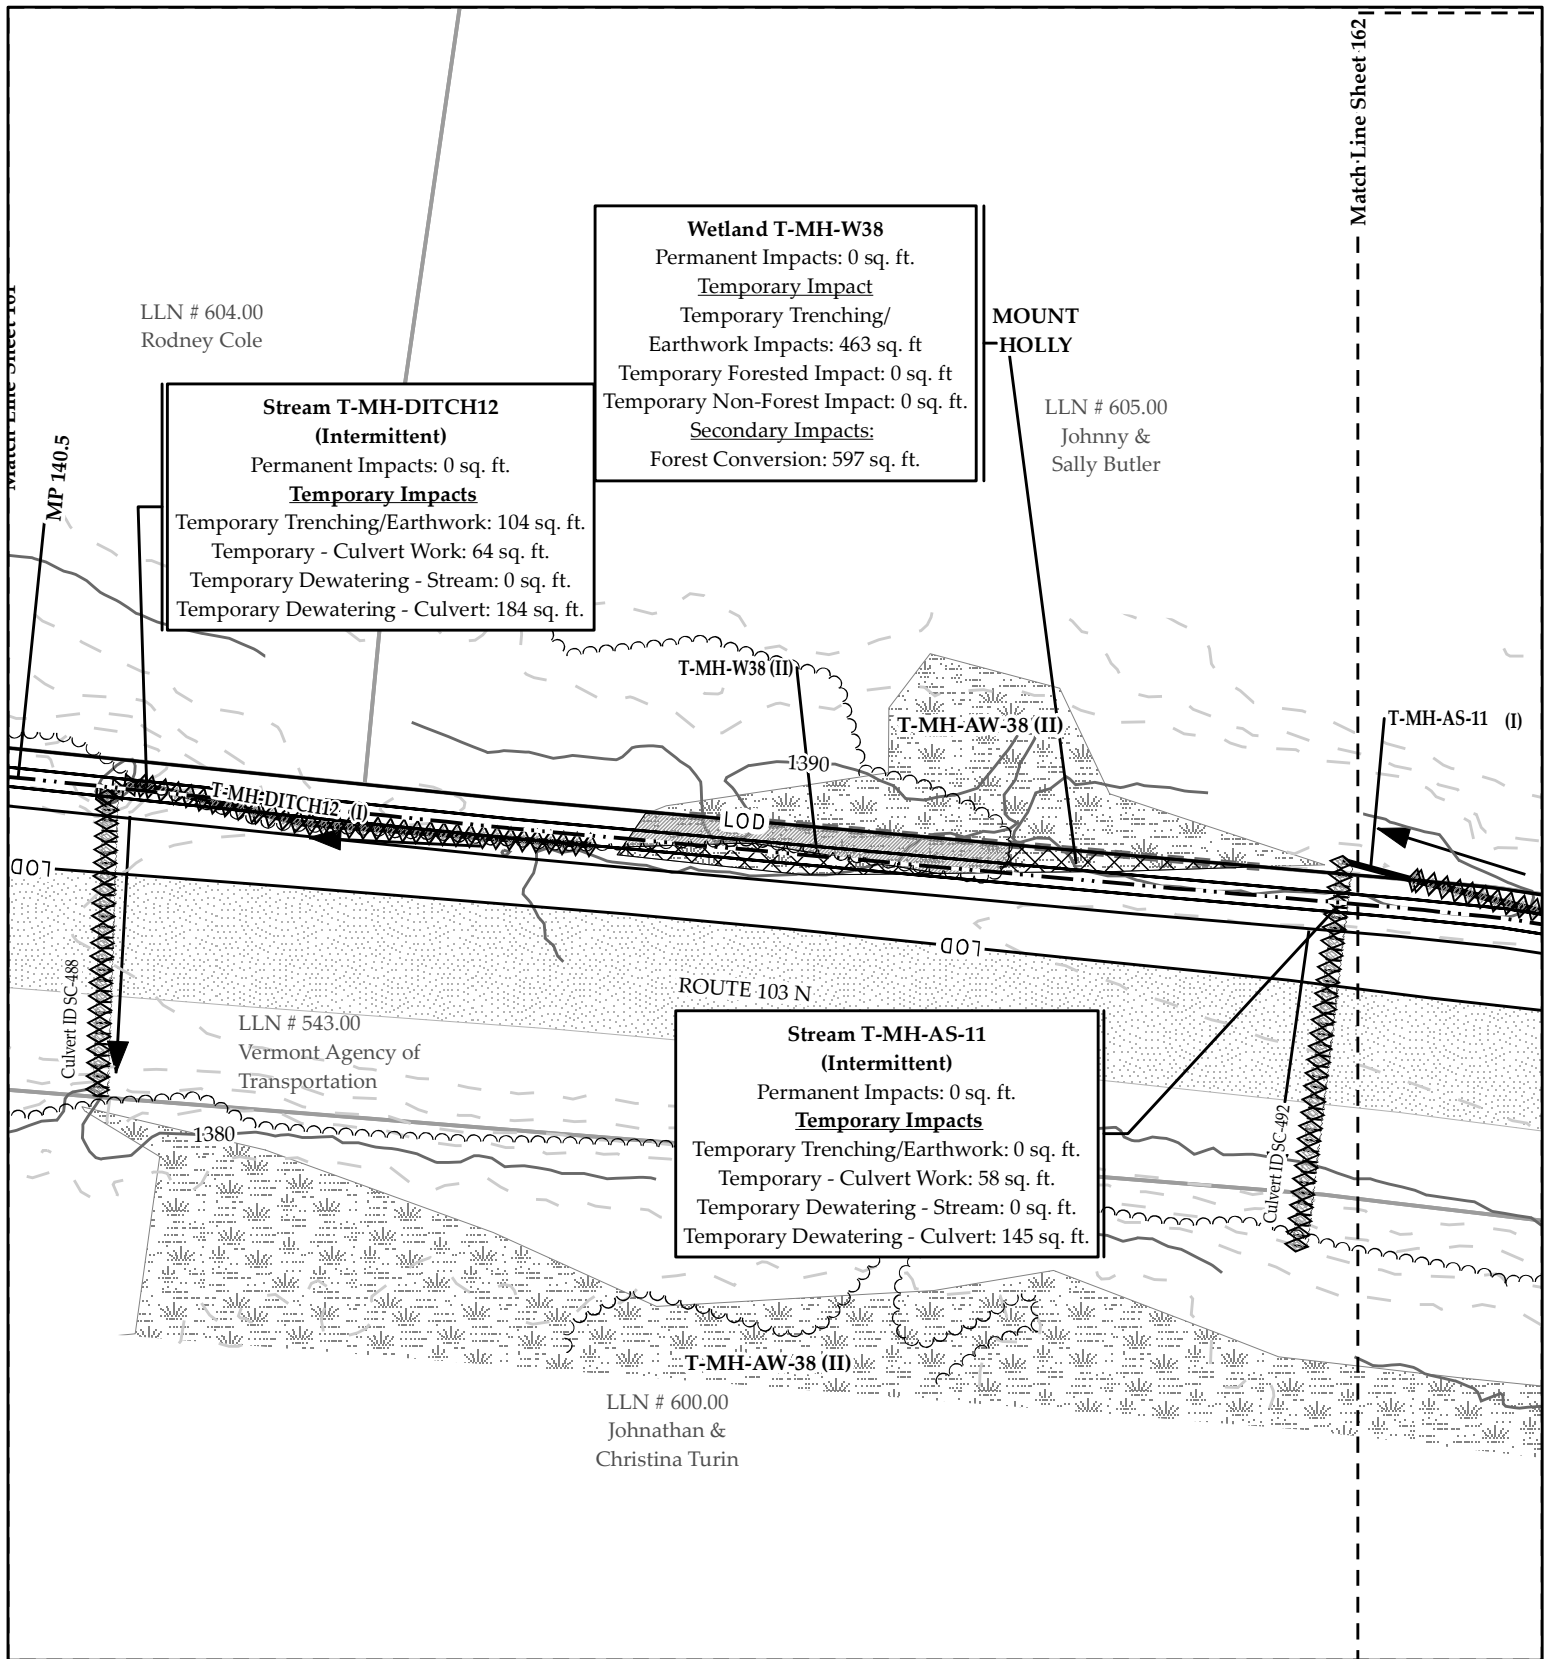 Match Line Sheet 162
Wetland T-MH-W38
Permanent Impacts: 0 sq. ft.
Temporary Impact
Temporary Trenching/
Earthwork Impacts: 463 sq. ft
Temporary Forested Impact: 0 sq. ft
Temporary Non-Forest Impact: 0 sq. ft.
Secondary Impacts:
Forest Conversion: 597 sq. ft.
MOUNT
HOLLY
LLN # 604.00
Rodney Cole
Match Line Sheet 161
MP 140.5
Stream T-MH-DITCH12
(Intermittent)
Permanent Impacts: 0 sq. ft.
Temporary Impacts
Temporary Trenching/Earthwork: 104 sq. ft.
Temporary - Culvert Work: 64 sq. ft.
Temporary Dewatering - Stream: 0 sq. ft.
Temporary Dewatering - Culvert: 184 sq. ft.
LLN # 605.00
Johnny &
Sally Butler
T-MH-W38 (II)
T-MH-AW-38 (II)
T-MH-AS-11 (I)
1390
T-MH-DITCH12 (I)
LOD
LOD
LOD
ROUTE 103 N
Culvert ID SC-488
LLN # 543.00
Vermont Agency of
Transportation
Stream T-MH-AS-11
(Intermittent)
Permanent Impacts: 0 sq. ft.
Temporary Impacts
Temporary Trenching/Earthwork: 0 sq. ft.
Temporary - Culvert Work: 58 sq. ft.
Temporary Dewatering - Stream: 0 sq. ft.
Temporary Dewatering - Culvert: 145 sq. ft.
1380
Culvert ID SC-492
T-MH-AW-38 (II)
LLN # 600.00
Johnathan &
Christina Turin